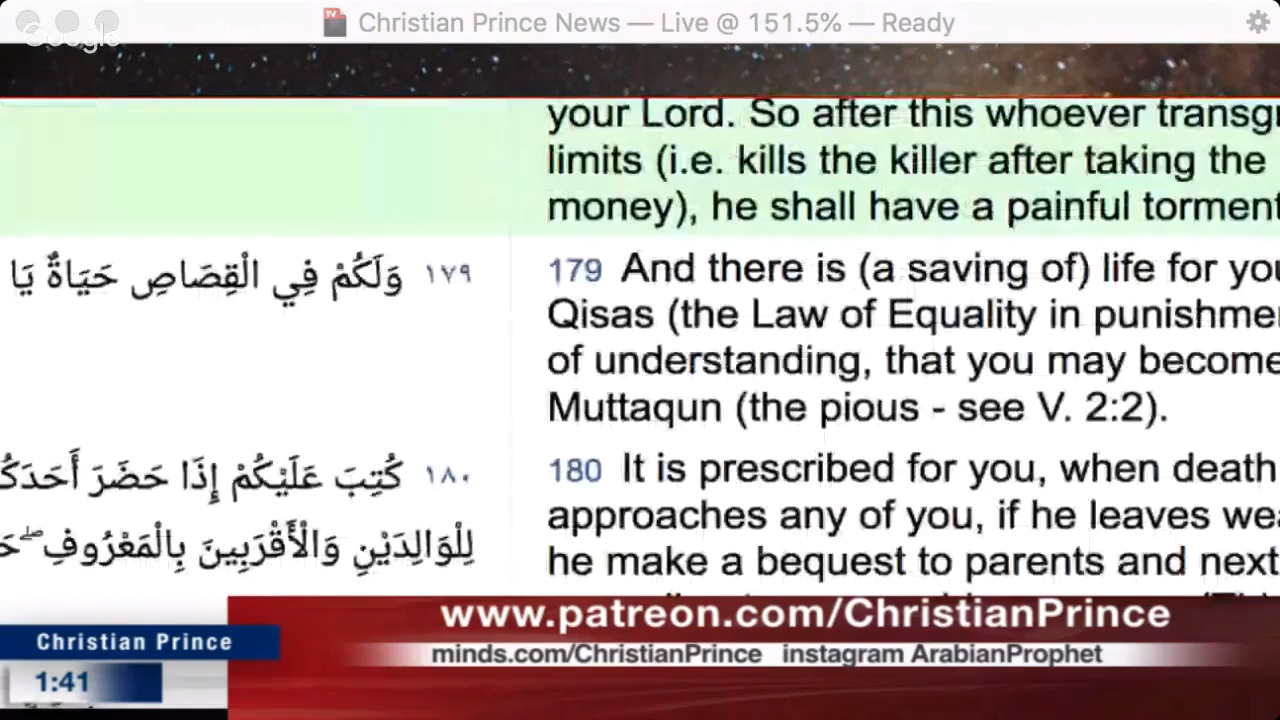 Christian Prince News — Live @ 151.5% — Ready
Google
your Lord. So after this whoever transgr
limits (i.e. kills the killer after taking the
money), he shall have a painful torment
١٧٩ وَلَكُمْ فِي الْقِصَاصِ حَيَاةٌ يَا
179 And there is (a saving of) life for you
Qisas (the Law of Equality in punishme
of understanding, that you may become
Muttaqun (the pious - see V. 2:2).
١٨٠ كُتِبَ عَلَيْكُمْ إِذَا حَضَرَ أَحَدَكُ
لِلْوَالِدَيْنِ وَالْأَقْرَبِينَ بِالْمَعْرُوفِ ۖ حَ
180 It is prescribed for you, when death
approaches any of you, if he leaves wea
he make a bequest to parents and next
www.patreon.com/ChristianPrince
Christian Prince
minds.com/ChristianPrince instagram ArabianProphet
1:41